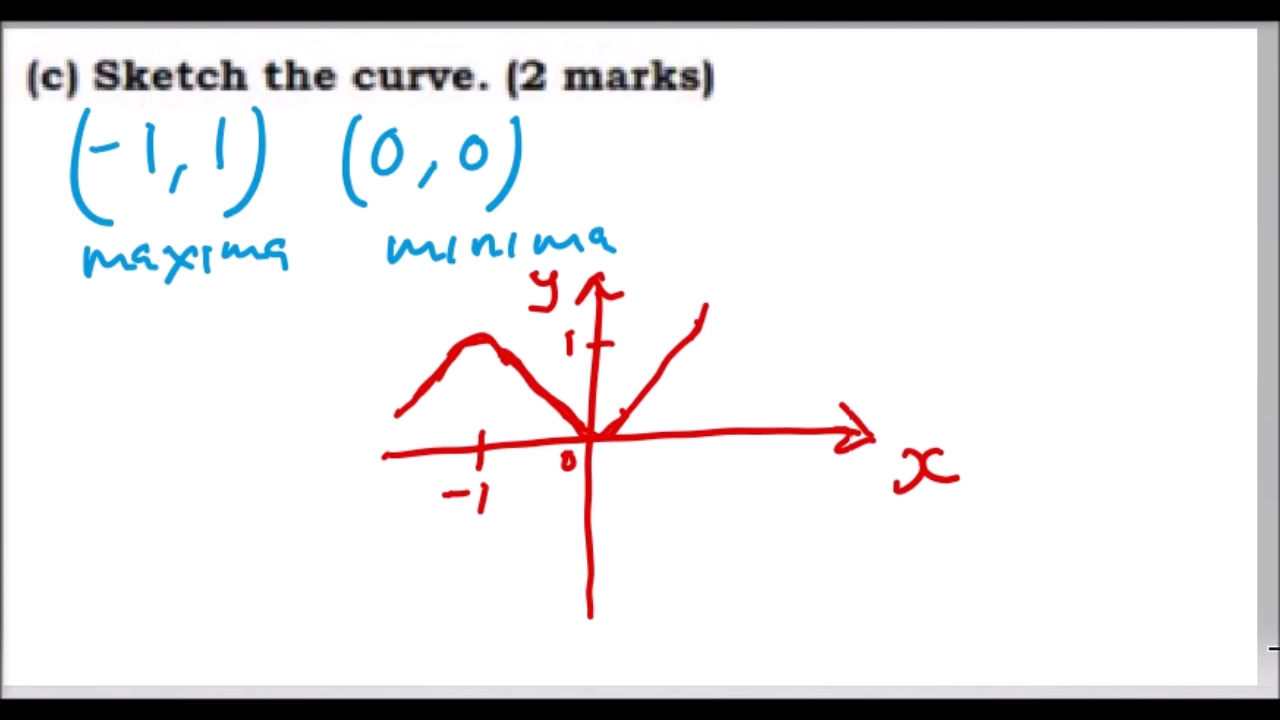 (c) Sketch the curve. (2 marks)
(-1, 1) (0, 0)
maxima minima
y
1
0
x
-1